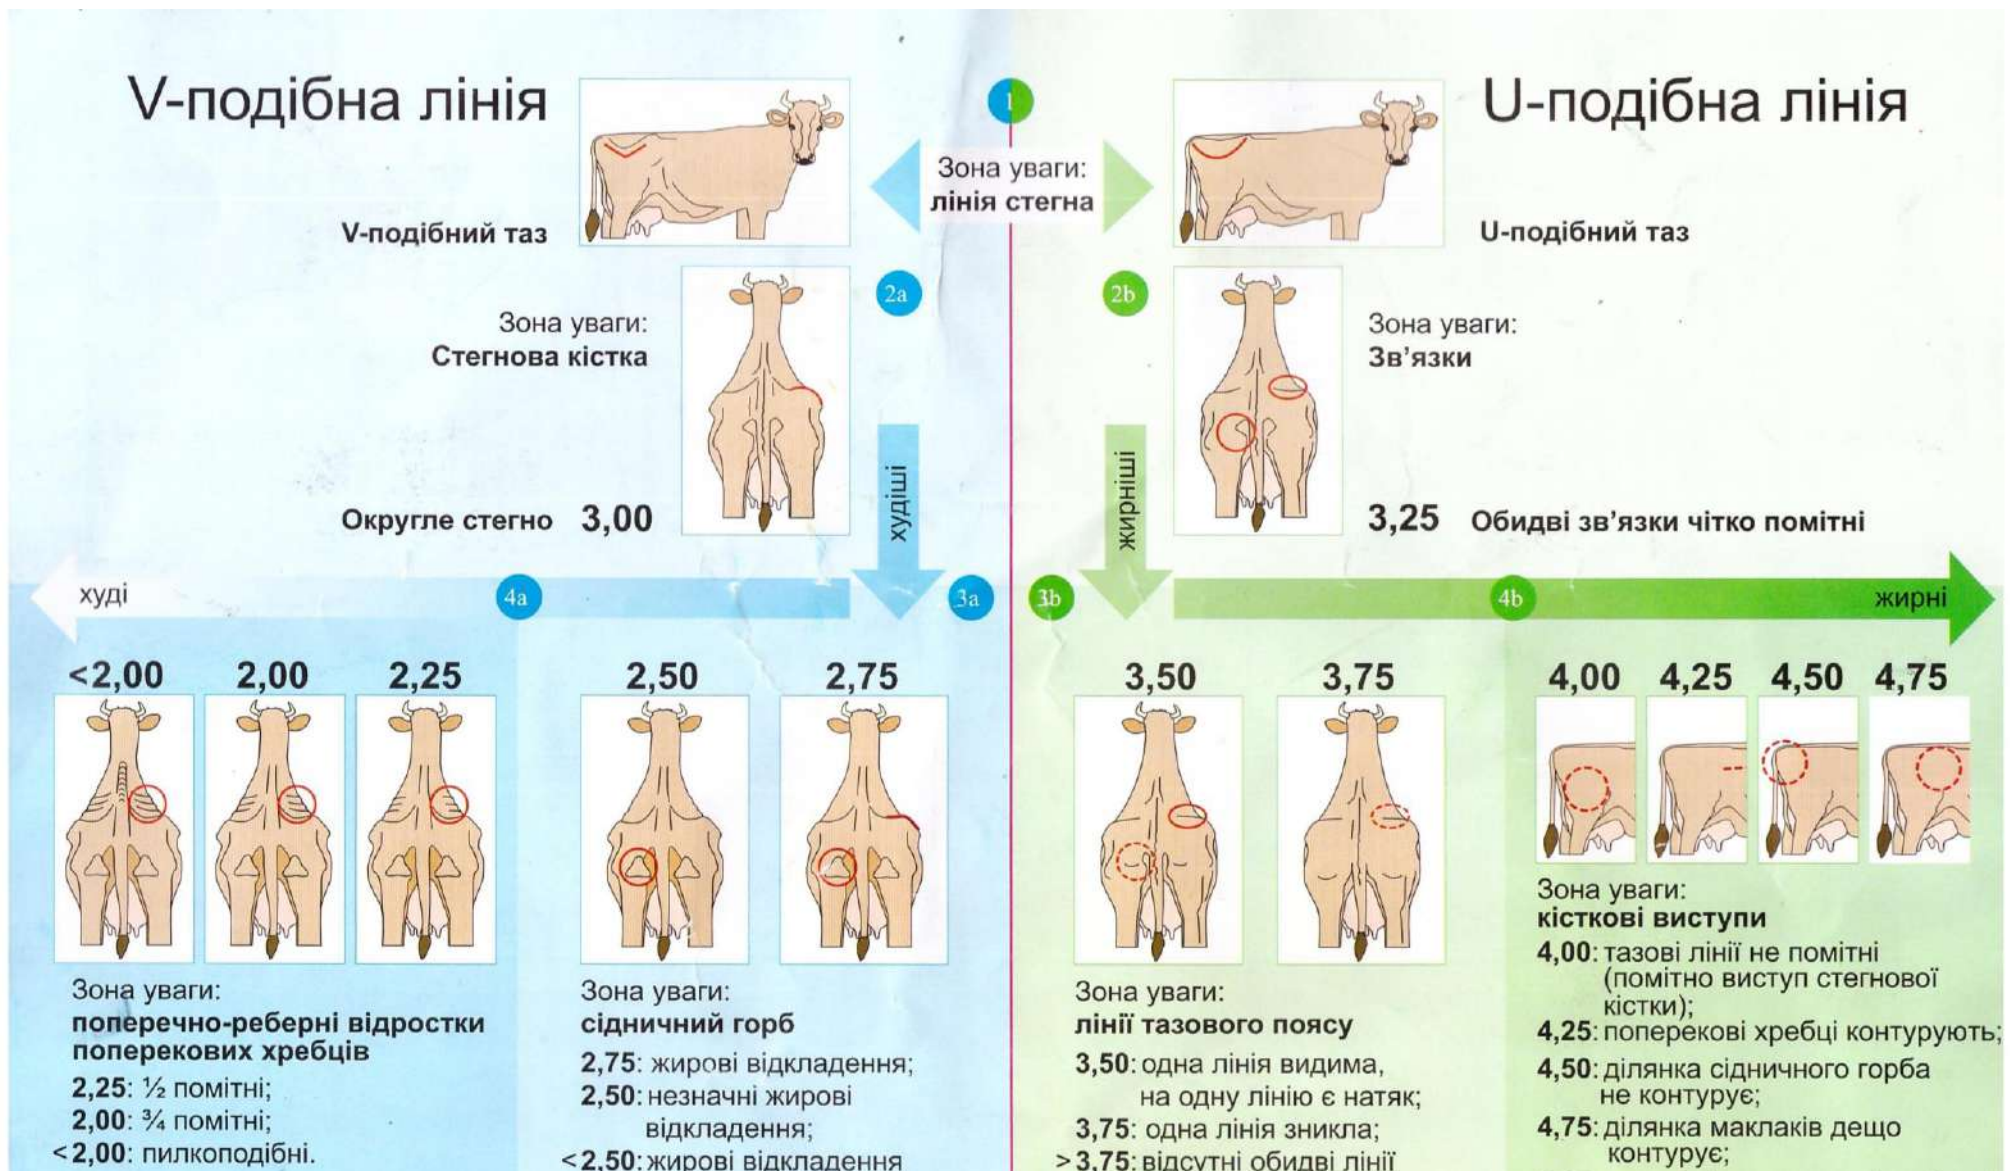 V-подібна лінія
1
U-подібна лінія
Зона уваги:
лінія стегна
V-подібний таз
U-подібний таз
2a
Зона уваги:
Стегнова кістка
Округле стегно 3,00
худіші
2b
Зона уваги:
Зв’язки
3,25 Обидві зв’язки чітко помітні
жирніші
худі
4a
3a
3b
4b
жирні
<2,00 2,00 2,25
Зона уваги:
поперечно-реберні відростки
поперекових хребців
2,25: ½ помітні;
2,00: ¾ помітні;
<2,00: пилкоподібні.
2,50 2,75
Зона уваги:
сідничний горб
2,75: жирові відкладення;
2,50: незначні жирові
відкладення;
<2,50: жирові відкладення
3,50 3,75
Зона уваги:
лінії тазового поясу
3,50: одна лінія видима,
на одну лінію є натяк;
3,75: одна лінія зникла;
>3,75: відсутні обидві лінії
4,00 4,25 4,50 4,75
Зона уваги:
кісткові виступи
4,00: тазові лінії не помітні
(помітно виступ стегнової
кістки);
4,25: поперекові хребці контурують;
4,50: ділянка сідничного горба
не контурує;
4,75: ділянка маклаків дещо
контурує;